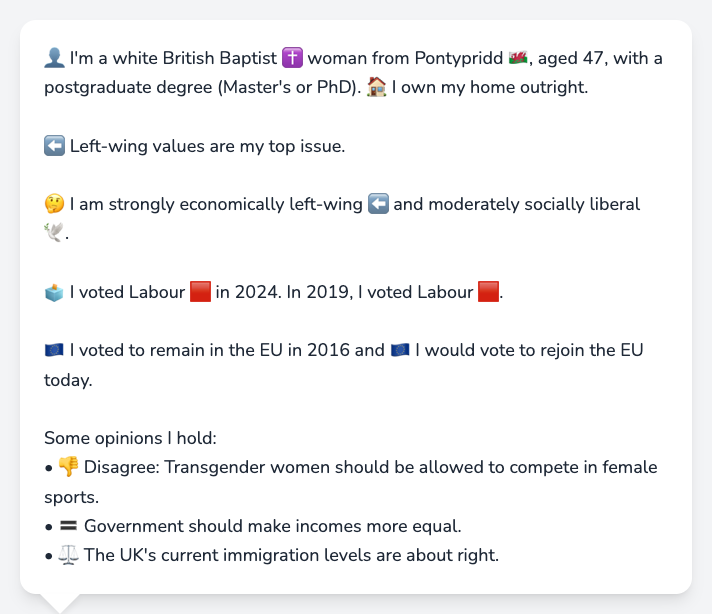 👤 I'm a white British Baptist ✝️ woman from Pontypridd 🏴󠁧󠁢󠁷󠁬󠁳󠁿, aged 47, with a
postgraduate degree (Master's or PhD). 🏠 I own my home outright.
⬅️ Left-wing values are my top issue.
🤔 I am strongly economically left-wing ⬅️ and moderately socially liberal
🕊️.
🗳️ I voted Labour 🟥 in 2024. In 2019, I voted Labour 🟥.
🇪🇺 I voted to remain in the EU in 2016 and 🇪🇺 I would vote to rejoin the EU
today.
Some opinions I hold:
• 👎 Disagree: Transgender women should be allowed to compete in female
sports.
• 🟰 Government should make incomes more equal.
• ⚖️ The UK's current immigration levels are about right.